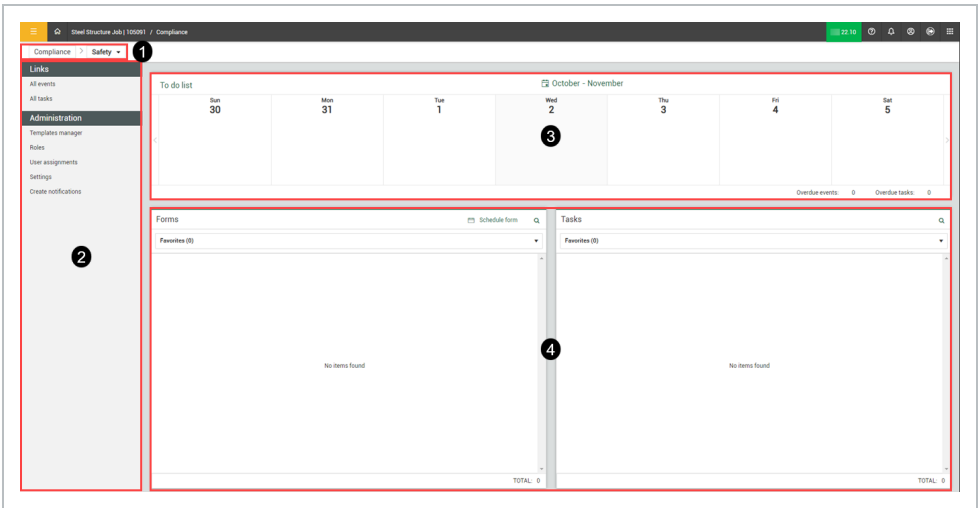 Steel Structure Job | 105091 / Compliance
22.10
Compliance > Safety
1
Links
All events
All tasks
Administration
Templates manager
Roles
User assignments
Settings
Create notifications
2
To do list
October - November
Sun Mon Tue Wed Thu Fri Sat
30 31 1 2 3 4 5
3
Overdue events: 0 Overdue tasks: 0
Forms
Schedule form
Favorites (0)
No items found
TOTAL: 0
4
Tasks
Favorites (0)
No items found
TOTAL: 0